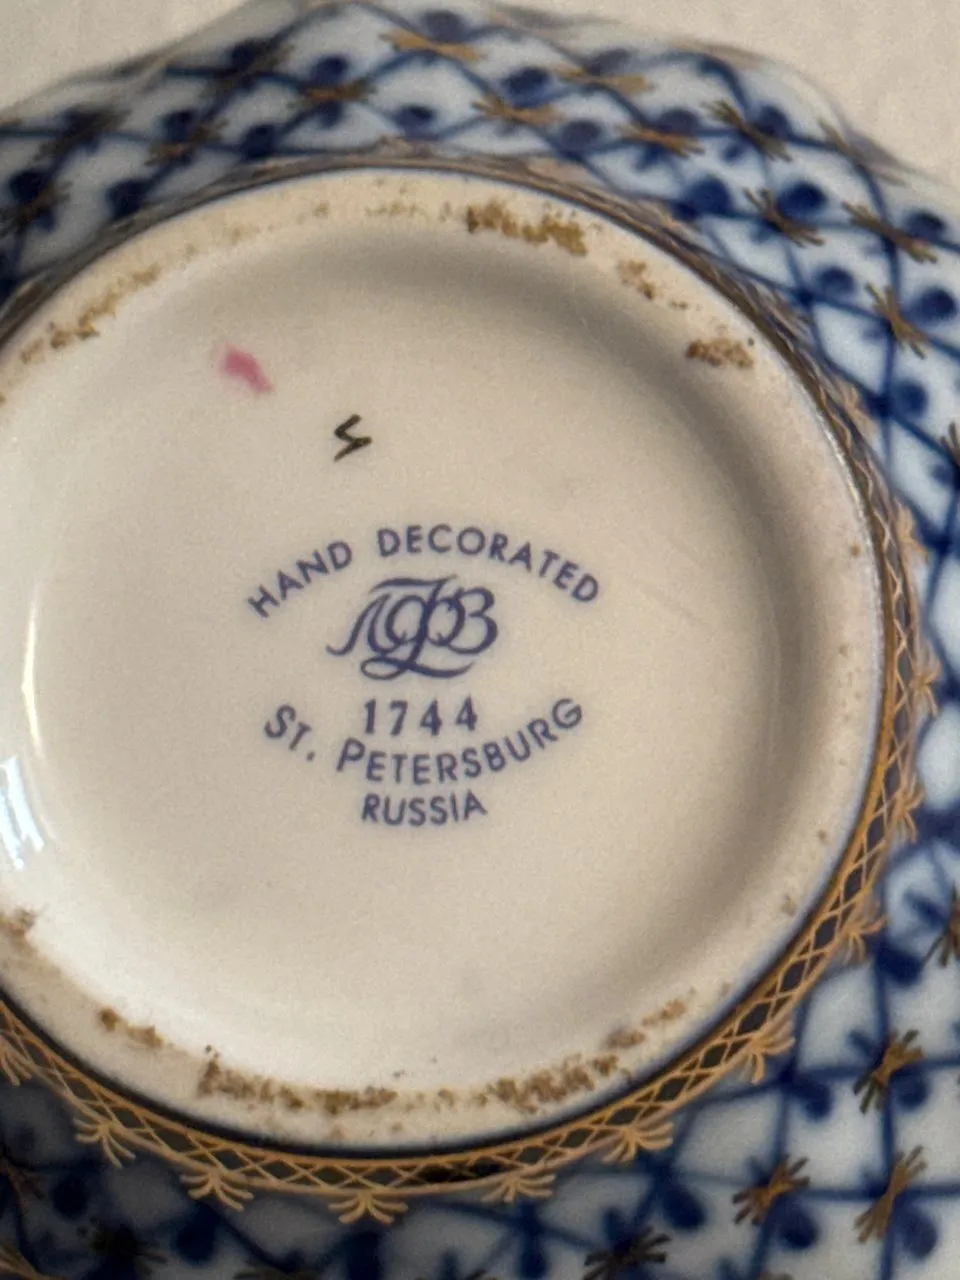 HAND DECORATED
ЛФЗ
1744
ST. PETERSBURG
RUSSIA